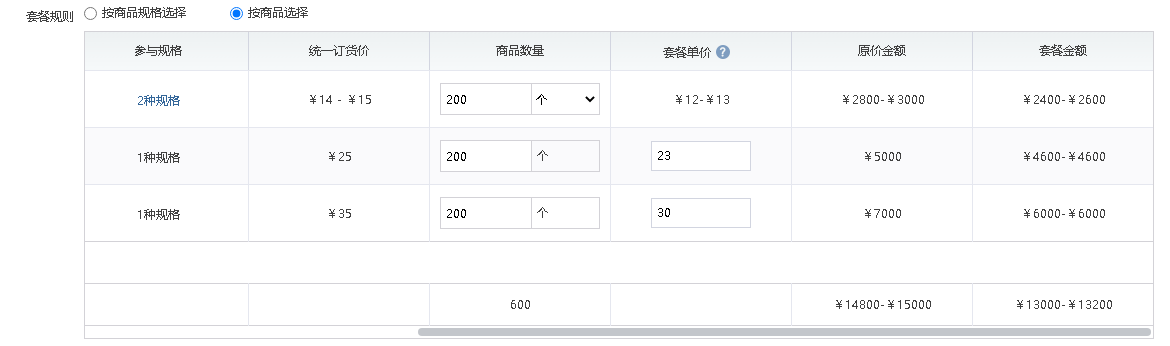 套餐规则 按商品规格选择 按商品选择
参与规格 统一订货价 商品数量 套餐单价 ? 原价金额 套餐金额
2种规格 ¥14 - ¥15 200 个 ¥12-¥13 ¥2800-¥3000 ¥2400-¥2600
1种规格 ¥25 200 个 23 ¥5000 ¥4600-¥4600
1种规格 ¥35 200 个 30 ¥7000 ¥6000-¥6000
600 ¥14800-¥15000 ¥13000-¥13200